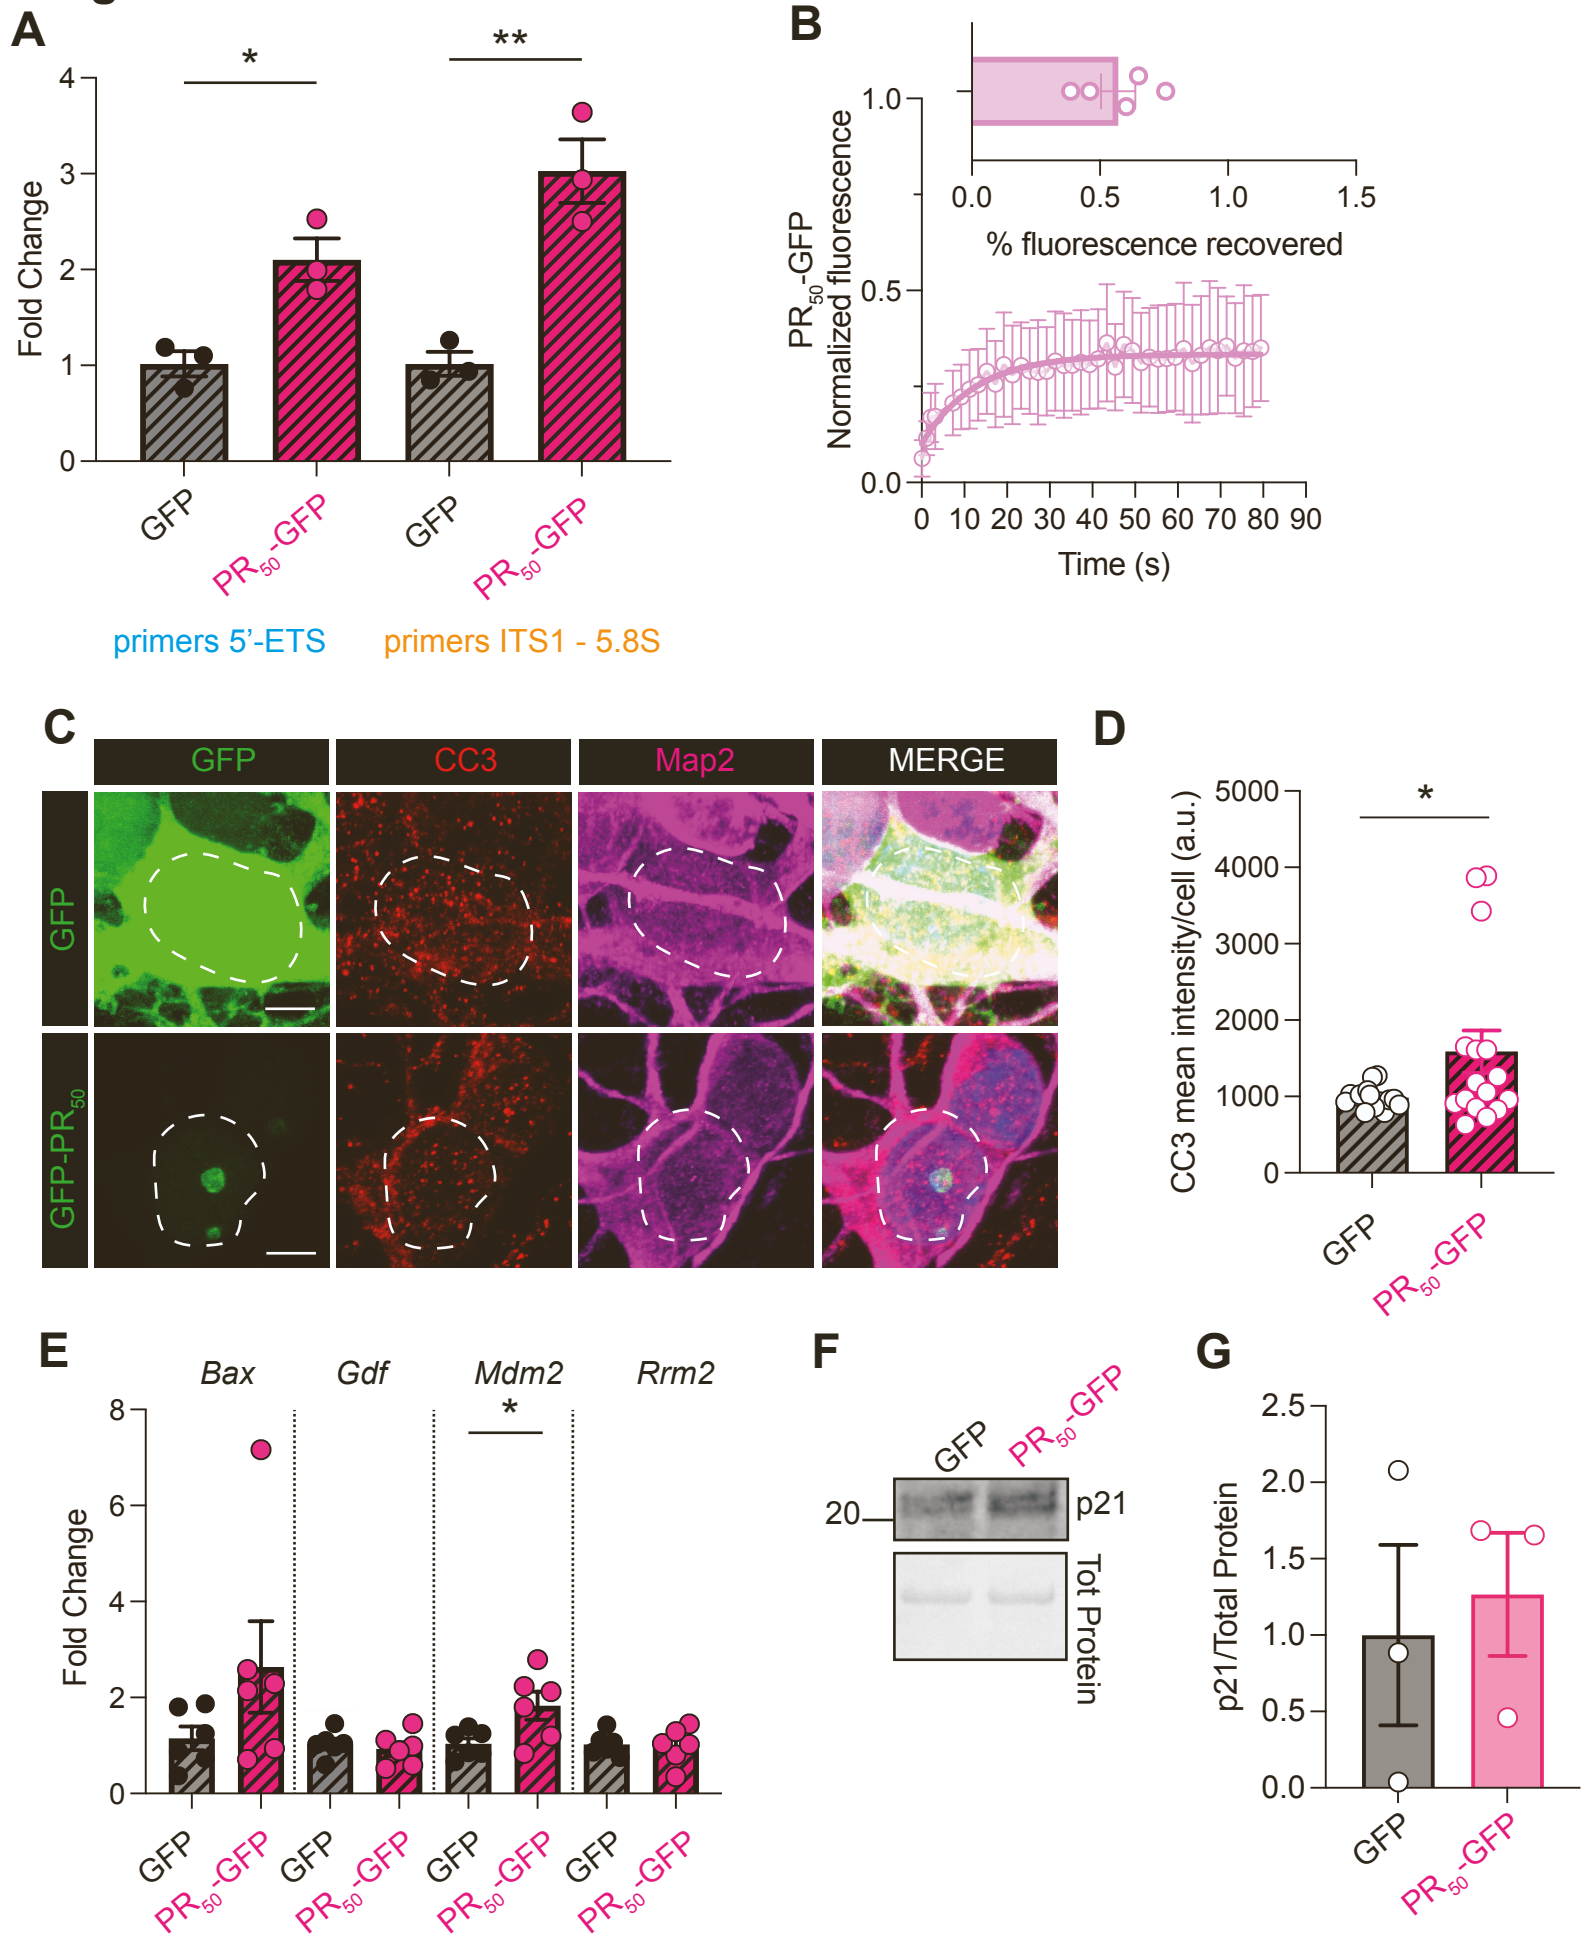 A
*
**
4
3
2
1
0
Fold Change
GFP
PR50-GFP
GFP
PR50-GFP
primers 5’-ETS
primers ITS1 - 5.8S
B
0.0
0.5
1.0
1.5
% fluorescence recovered
PR50-GFP
Normalized fluorescence
1.0
0.5
0.0
0 10 20 30 40 50 60 70 80 90
Time (s)
C
GFP
CC3
Map2
MERGE
GFP
GFP-PR50
D
*
CC3 mean intensity/cell (a.u.)
5000
4000
3000
2000
1000
0
GFP
PR50-GFP
E
Bax
Gdf
Mdm2
Rrm2
*
Fold Change
8
6
4
2
0
GFP
PR50-GFP
GFP
PR50-GFP
GFP
PR50-GFP
GFP
PR50-GFP
F
GFP
PR50-GFP
20
p21
Tot Protein
G
p21/Total Protein
2.5
2.0
1.5
1.0
0.5
0.0
GFP
PR50-GFP